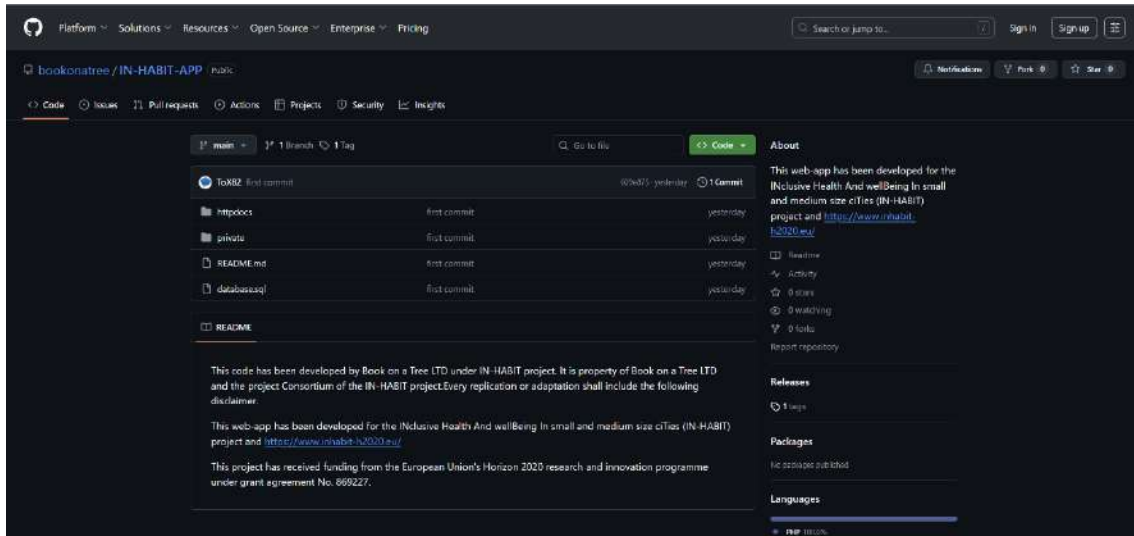 Platform Solutions Resources Open Source Enterprise Pricing Search or jump to... Sign in Sign up
bookonatree / IN-HABIT-APP Public Notifications Fork 0 Star 0
Code Issues Pull requests Actions Projects Security Insights
main 1 Branch 1 Tag Go to file Code
ToX82 first commit yesterday 1 Commit
httpdocs first commit yesterday
private first commit yesterday
README.md first commit yesterday
database.sql first commit yesterday
README
This code has been developed by Book on a Tree LTD under IN-HABIT project. It is property of Book on a Tree LTD
and the project Consortium of the IN-HABIT project.Every replication or adaptation shall include the following
disclaimer.
This web-app has been developed for the INclusive Health And wellBeing In small and medium size ciTies (IN-HABIT)
project and https://www.inhabit-h2020.eu/
This project has received funding from the European Union's Horizon 2020 research and innovation programme
under grant agreement No. 869227.
About
This web-app has been developed for the
INclusive Health And wellBeing In small
and medium size ciTies (IN-HABIT)
project and https://www.inhabit-
h2020.eu/
Readme
Activity
0 stars
0 watching
0 forks
Report repository
Releases
1 tags
Packages
No packages published
Languages
PHP 100.0%